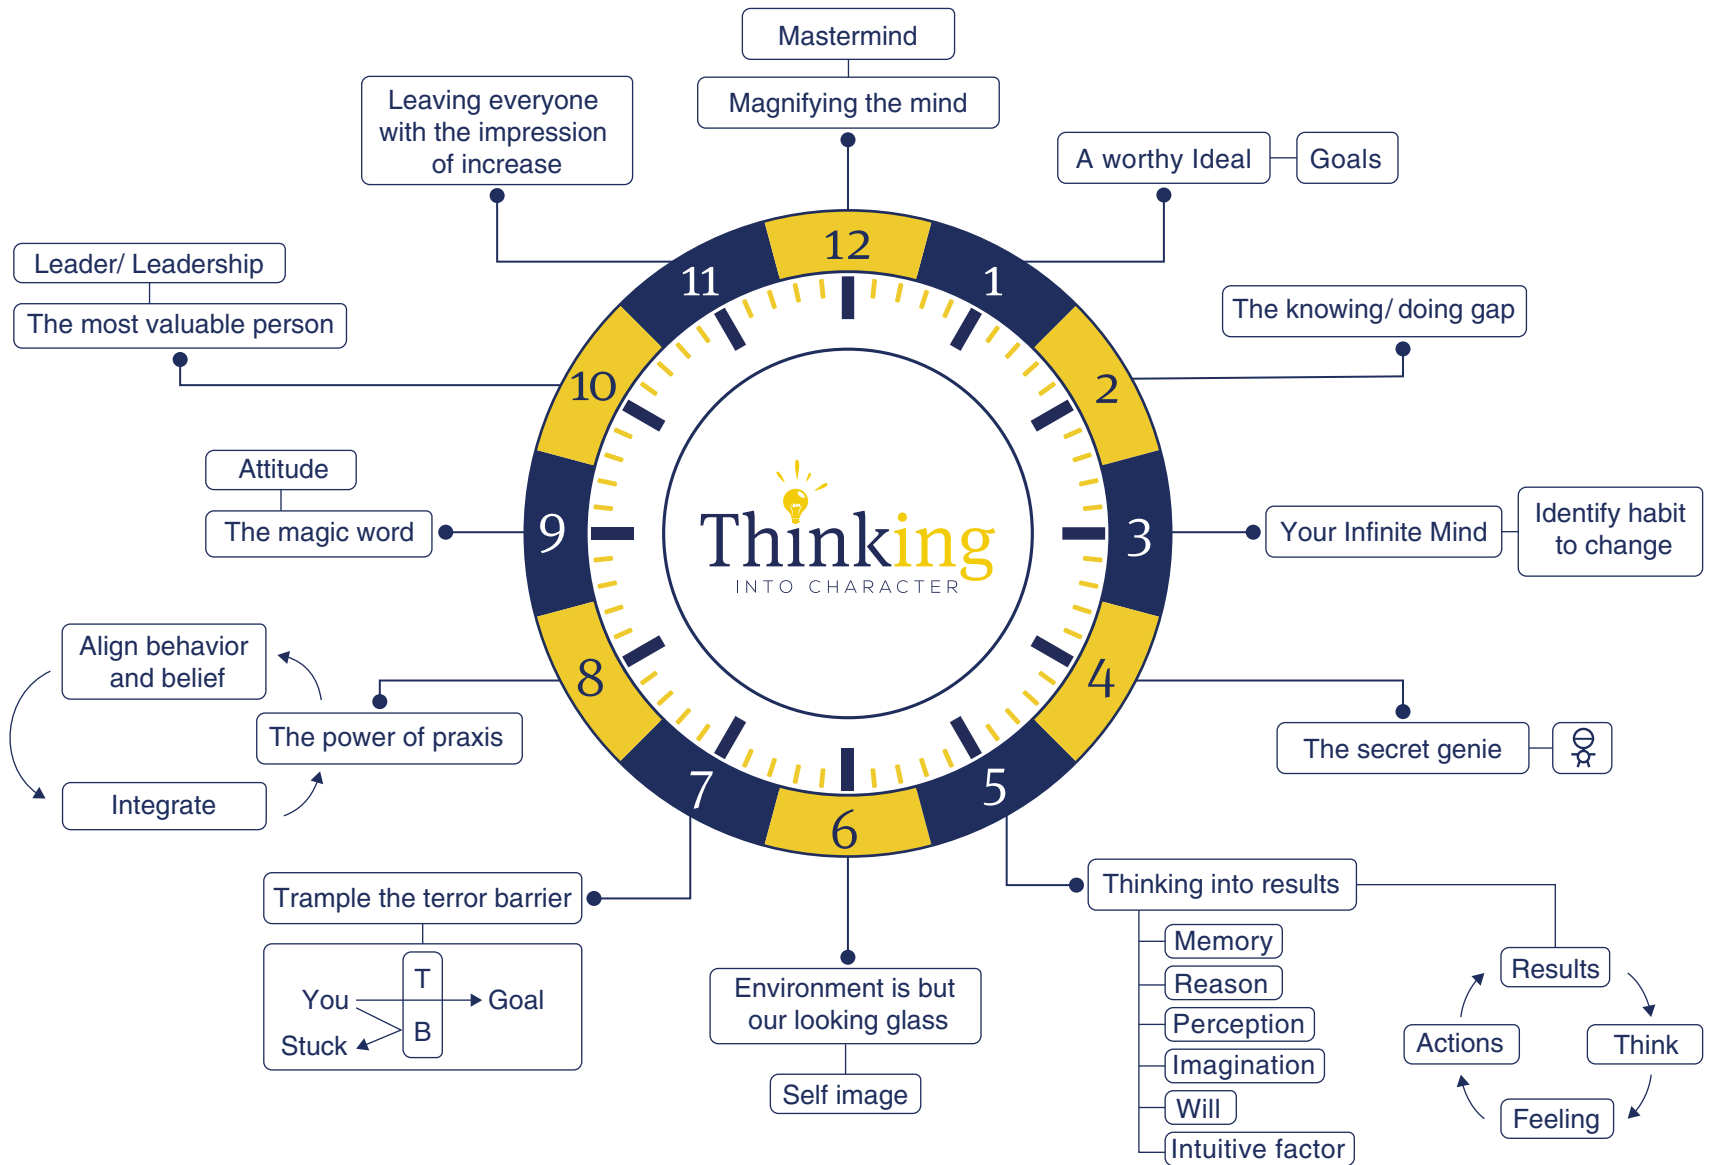 Mastermind
Magnifying the mind
Leaving everyone
with the impression
of increase
A worthy Ideal
Goals
Leader/ Leadership
The most valuable person
The knowing/ doing gap
12
11
1
10
2
9
3
8
4
7
5
6
Attitude
The magic word
Thinking
INTO CHARACTER
Your Infinite Mind
Identify habit
to change
Align behavior
and belief
The power of praxis
Integrate
The secret genie
Trample the terror barrier
T
You
Goal
B
Stuck
Environment is but
our looking glass
Self image
Thinking into results
Memory
Reason
Perception
Imagination
Will
Intuitive factor
Results
Think
Feeling
Actions